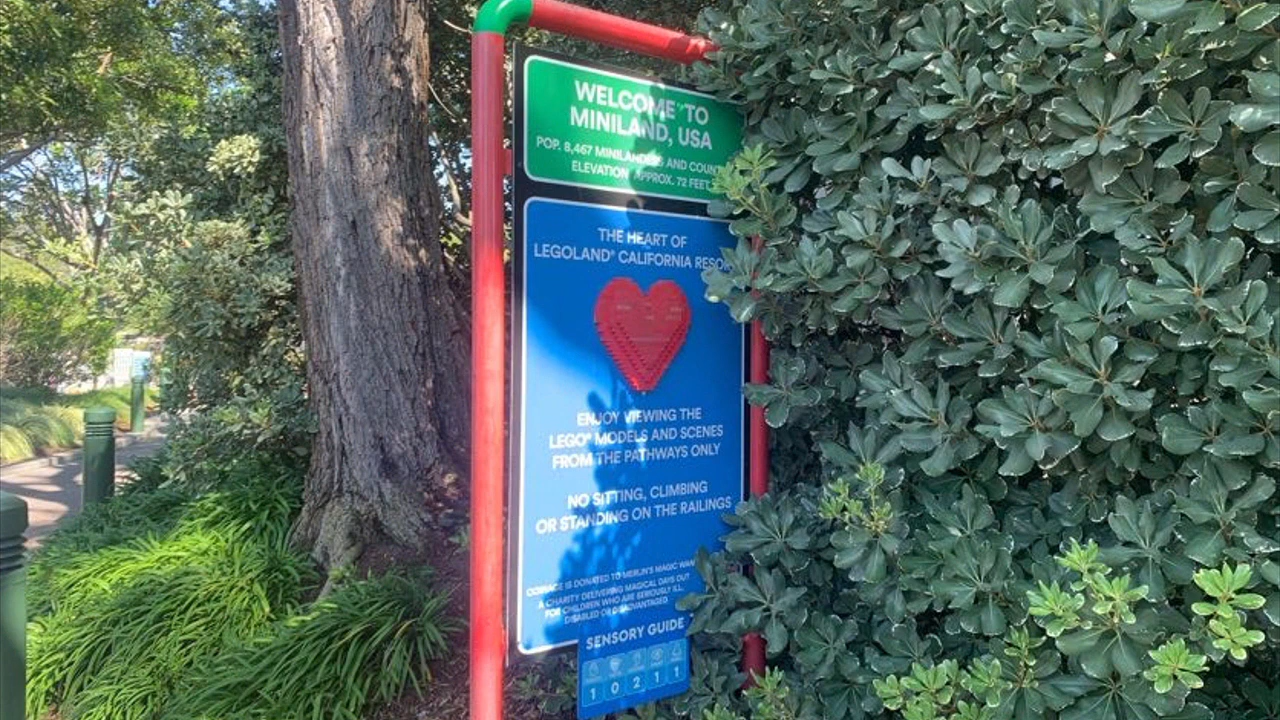 WELCOME TO
MINILAND, USA
POP. 8,467 MINILANDERS AND COUNT
ELEVATION APPROX. 72 FEET
THE HEART OF
LEGOLAND® CALIFORNIA RESOR
ENJOY VIEWING THE
LEGO® MODELS AND SCENES
FROM THE PATHWAYS ONLY
NO SITTING, CLIMBING
OR STANDING ON THE RAILINGS
COINAGE IS DONATED TO MERLIN'S MAGIC WAN
A CHARITY DELIVERING MAGICAL DAYS OUT
FOR CHILDREN WHO ARE SERIOUSLY ILL,
DISABLED OR DISADVANTAGED
SENSORY GUIDE
1 0 2 1 1